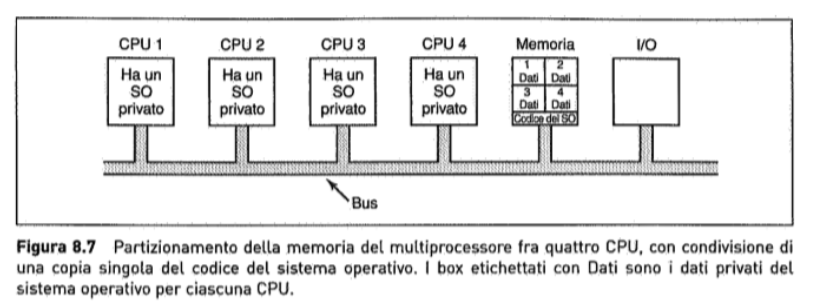 CPU 1 CPU 2 CPU 3 CPU 4 Memoria I/O
Ha un SO privato
Ha un SO privato
Ha un SO privato
Ha un SO privato
1 Dati
2 Dati
3 Dati
4 Dati
Codice del SO
Bus
Figura 8.7 Partizionamento della memoria del multiprocessore fra quattro CPU, con condivisione di
una copia singola del codice del sistema operativo. I box etichettati con Dati sono i dati privati del
sistema operativo per ciascuna CPU.